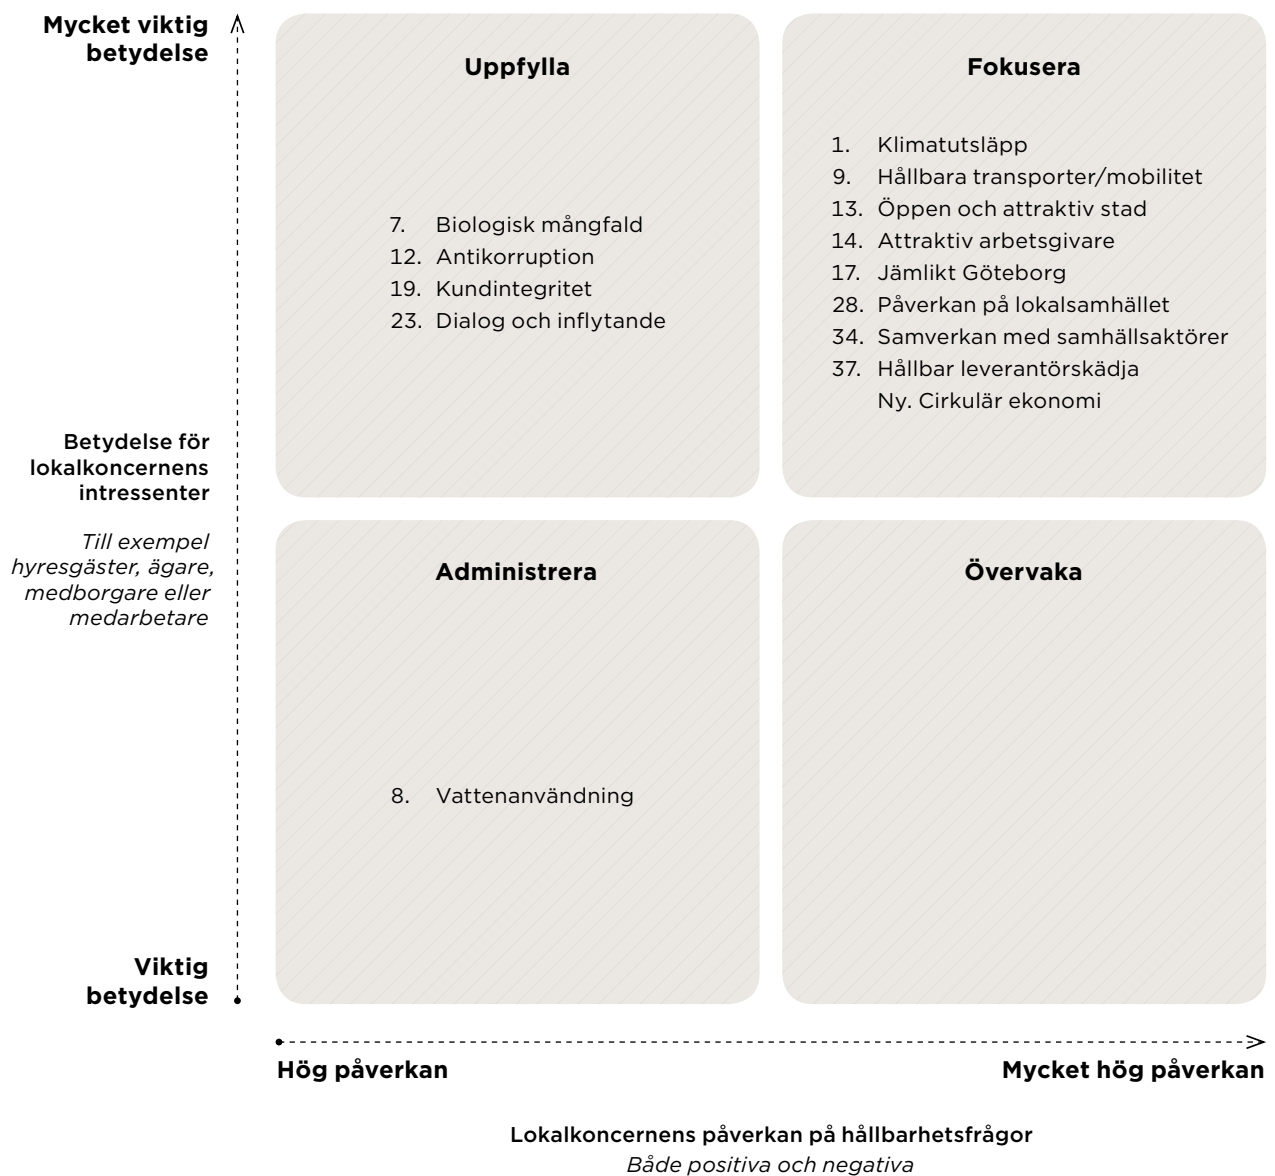 Mycket viktig
betydelse
Uppfylla
7. Biologisk mångfald
12. Antikorruption
19. Kundintegritet
23. Dialog och inflytande
Fokusera
1. Klimatutsläpp
9. Hållbara transporter/mobilitet
13. Öppen och attraktiv stad
14. Attraktiv arbetsgivare
17. Jämlikt Göteborg
28. Påverkan på lokalsamhället
34. Samverkan med samhällsaktörer
37. Hållbar leverantörskädja
Ny. Cirkulär ekonomi
Betydelse för
lokalkoncernens
intressenter
Till exempel
hyresgäster, ägare,
medborgare eller
medarbetare
Administrera
8. Vattenanvändning
Övervaka
Viktig
betydelse
Hög påverkan
Mycket hög påverkan
Lokalkoncernens påverkan på hållbarhetsfrågor
Både positiva och negativa